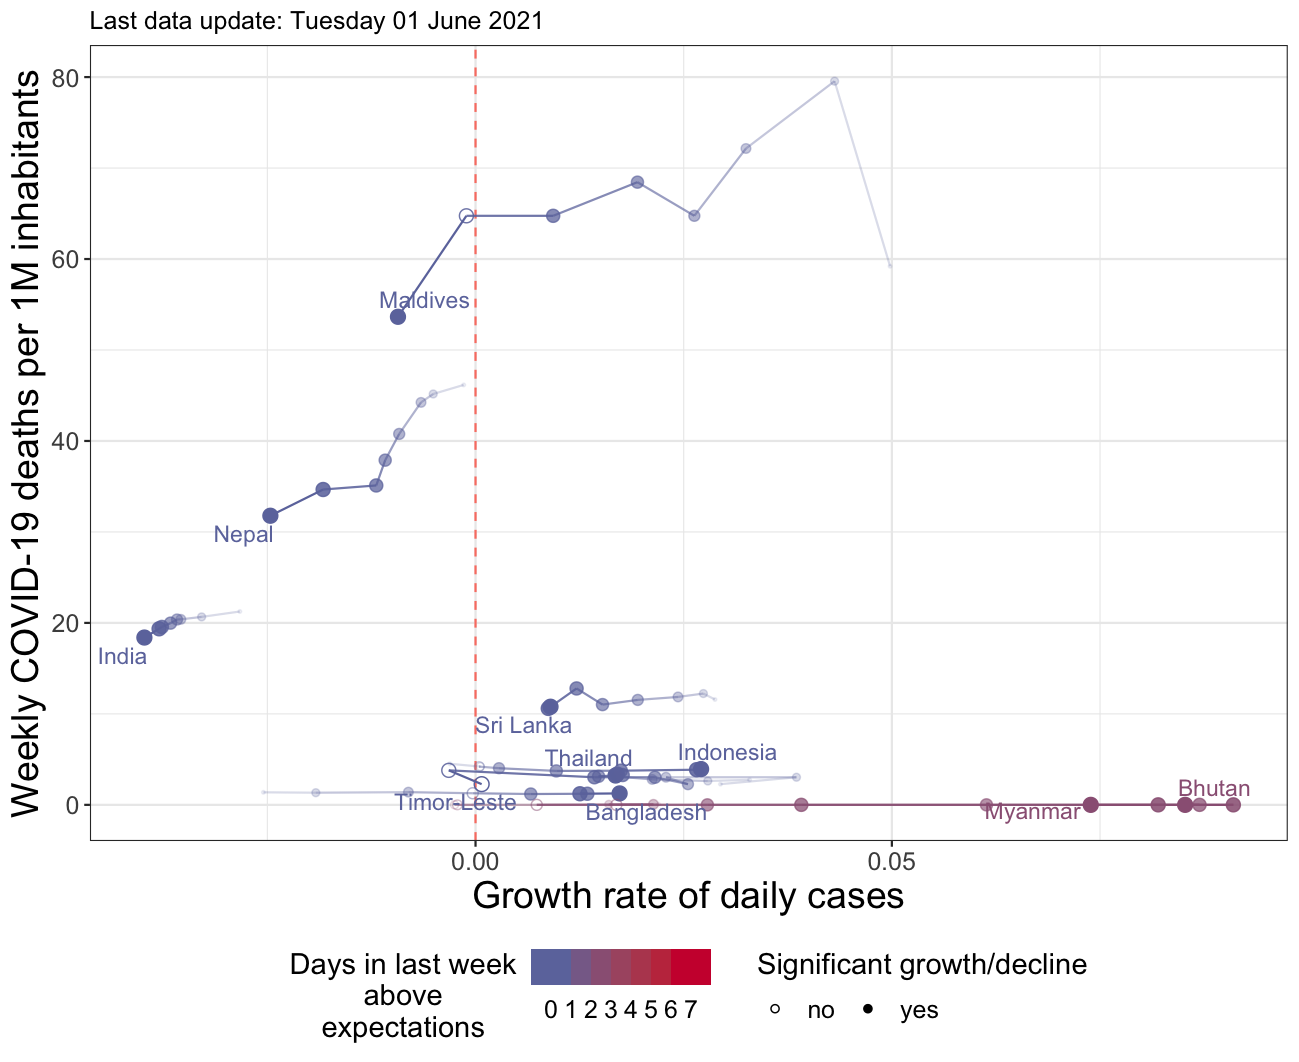 Last data update: Tuesday 01 June 2021
Weekly COVID-19 deaths per 1M inhabitants
80
60
40
20
0
Maldives
Nepal
India
Sri Lanka
Thailand
Indonesia
Timor-Leste
Bangladesh
Myanmar
Bhutan
0.00
0.05
Growth rate of daily cases
Days in last week
above
expectations
0 1 2 3 4 5 6 7
Significant growth/decline
no
yes